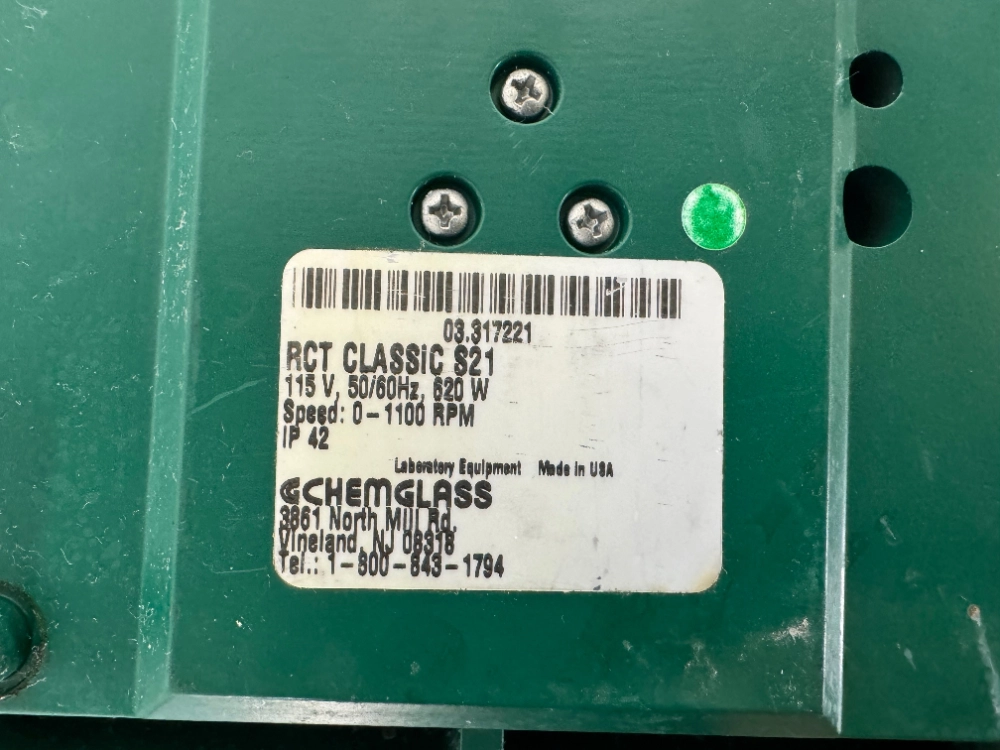 03.317221
RCT CLASSiC S21
115 V, 50/60Hz, 620 W
Speed: 0-1100 RPM
IP 42
Laboratory Equipment Made in USA
CHEMGLASS
3861 North Mill Rd.
Vineland, NJ 08318
Tel.: 1-800-843-1794